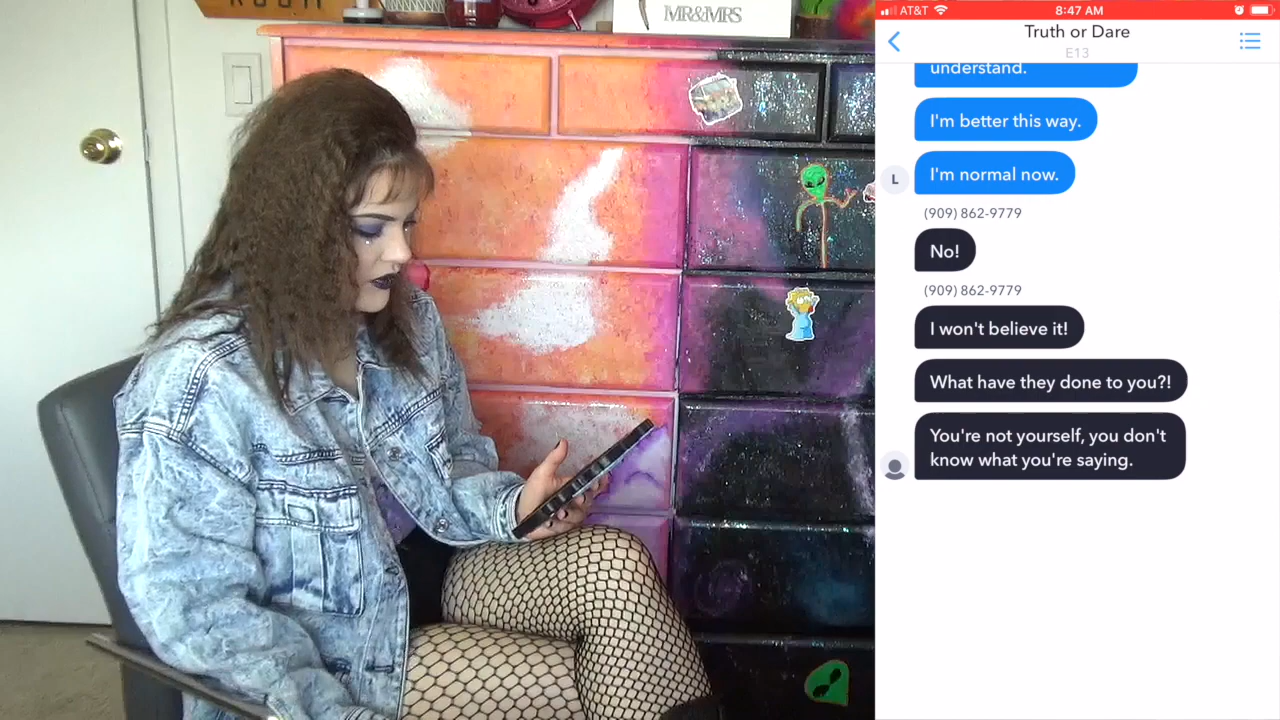 ROOM
MR&MRS
AT&T
8:47 AM
Truth or Dare
E13
understand.
I'm better this way.
I'm normal now.
L
(909) 862-9779
No!
(909) 862-9779
I won't believe it!
What have they done to you?!
You're not yourself, you don't
know what you're saying.